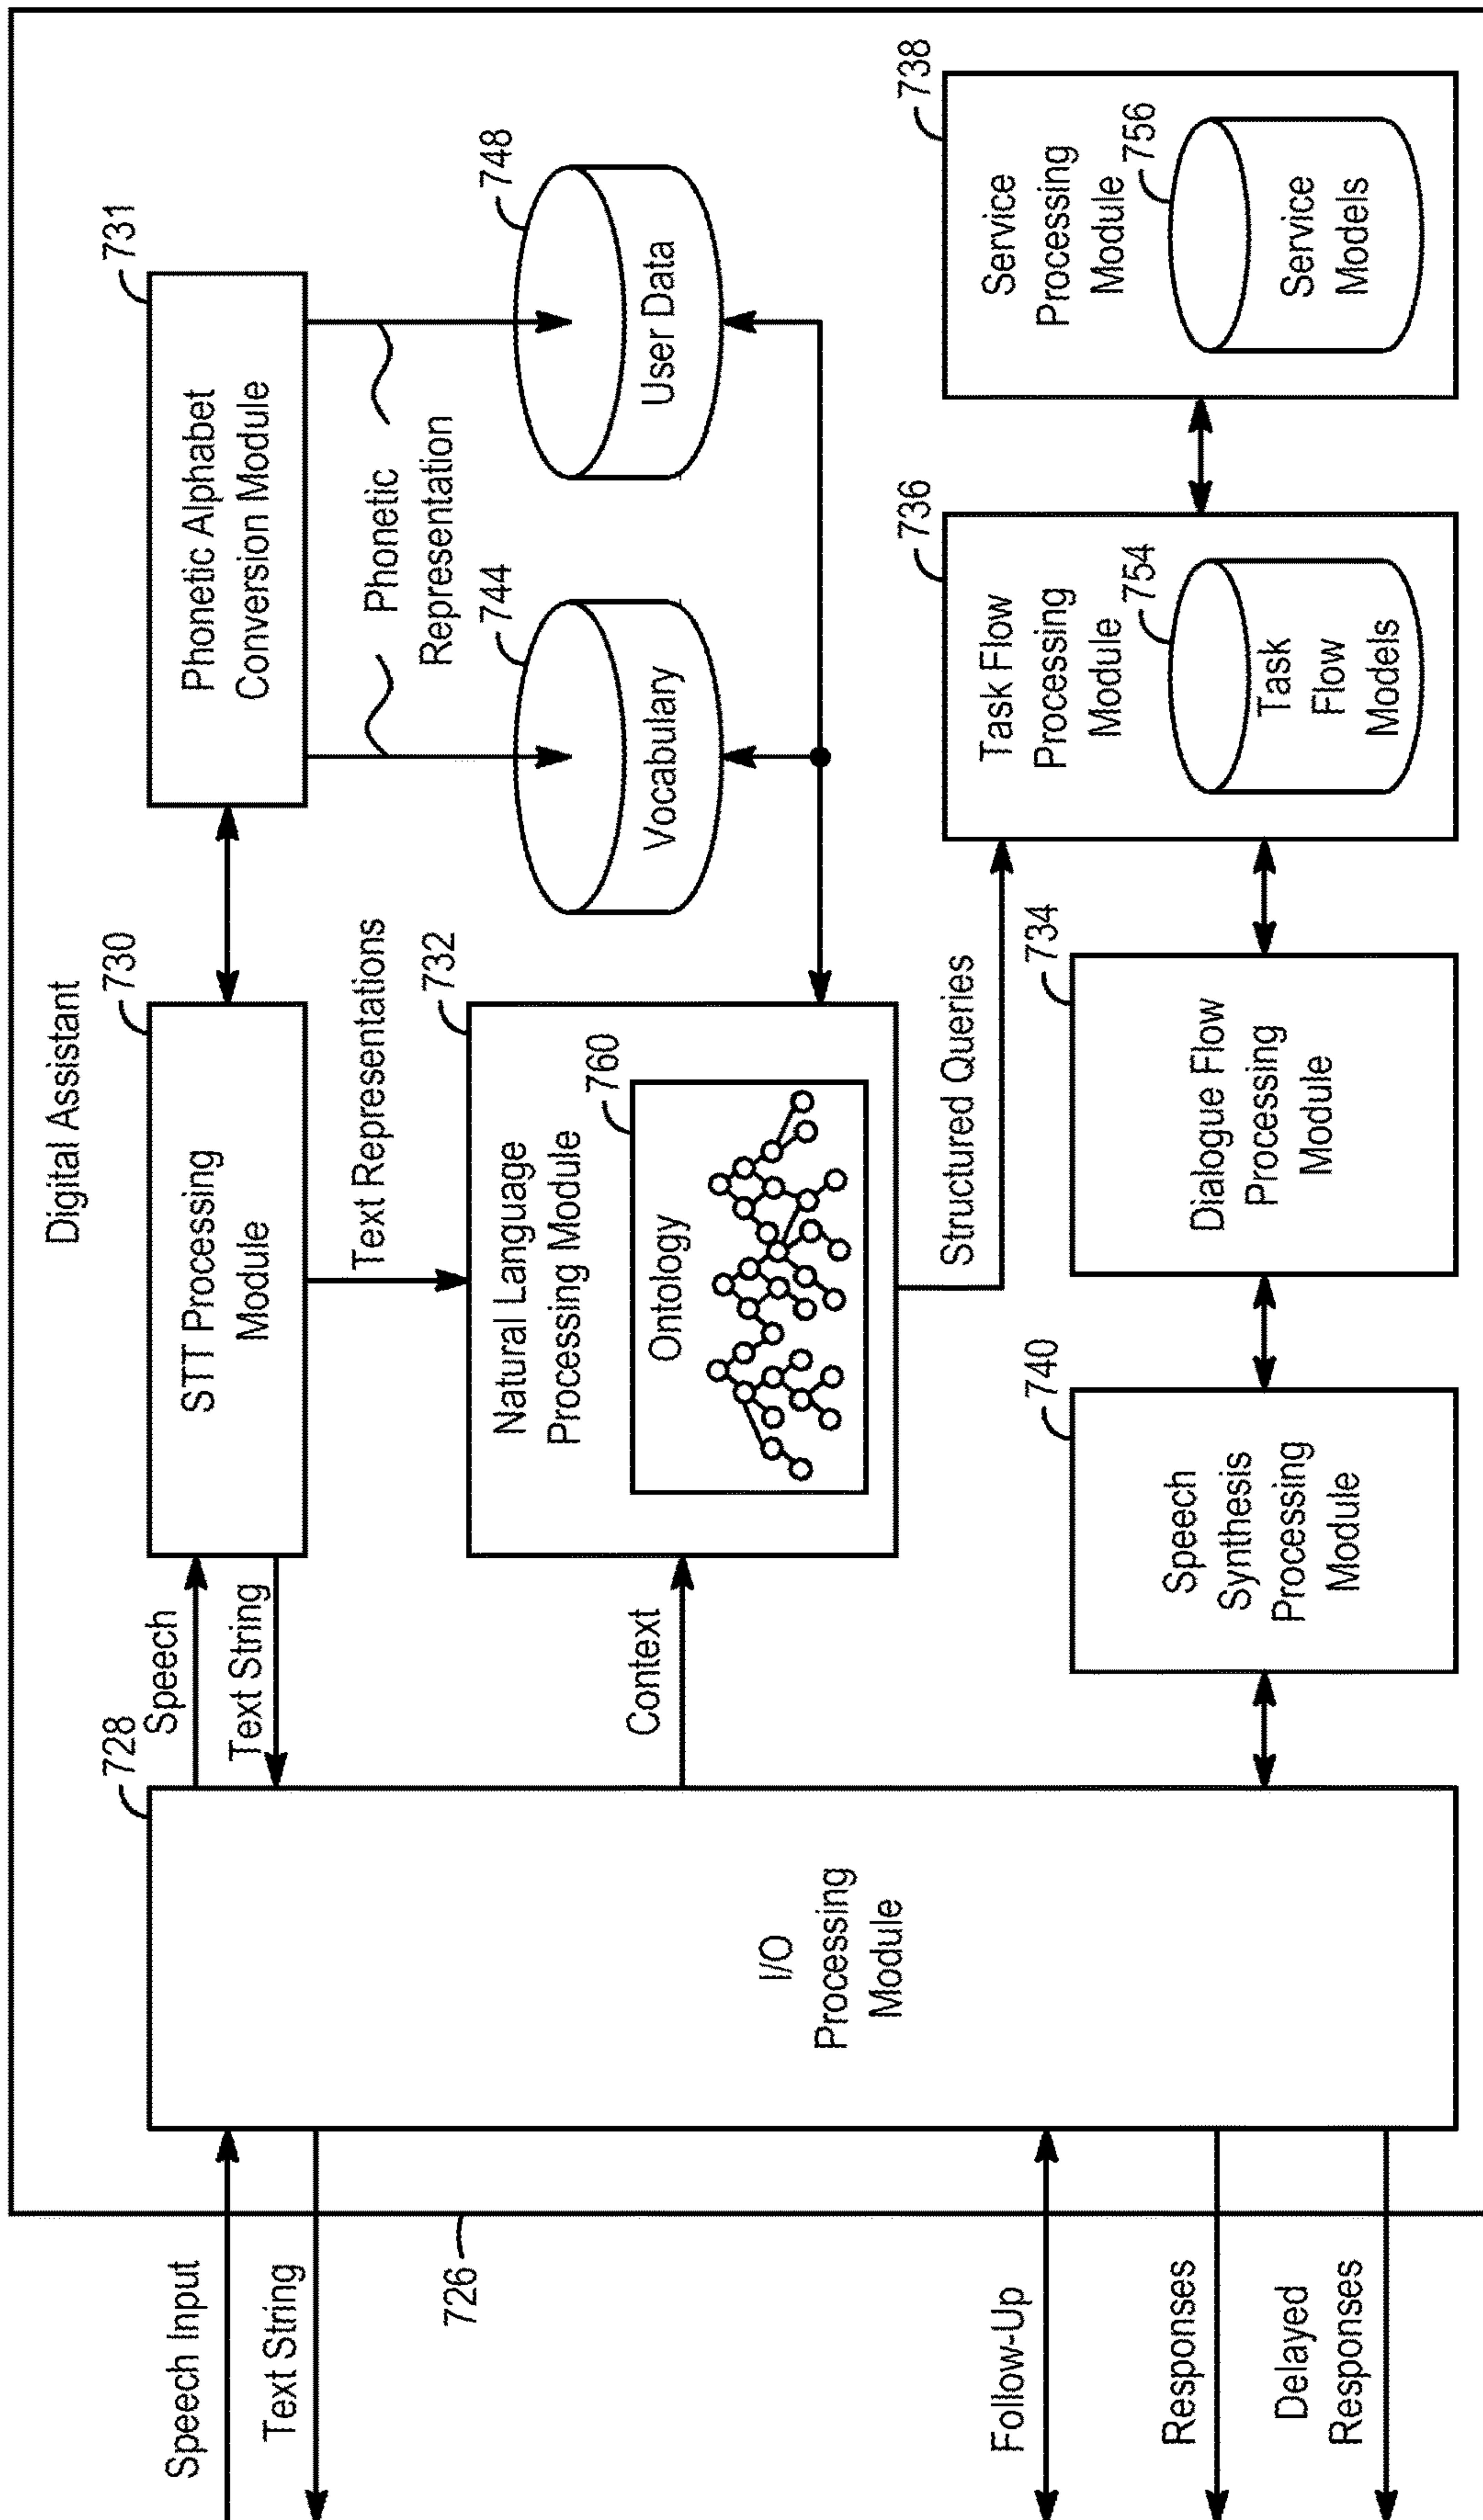 Digital Assistant
726
Speech Input
Text String
Follow-Up
Responses
Delayed
Responses
728
I/O
Processing
Module
Speech
Text String
Context
730
STT Processing
Module
Text Representations
731
Phonetic Alphabet
Conversion Module
Phonetic
Representation
744
Vocabulary
748
User Data
732
Natural Language
Processing Module
760
Ontology
Structured Queries
740
Speech
Synthesis
Processing
Module
734
Dialogue Flow
Processing
Module
736
Task Flow
Processing
Module
754
Task
Flow
Models
738
Service
Processing
Module
756
Service
Models